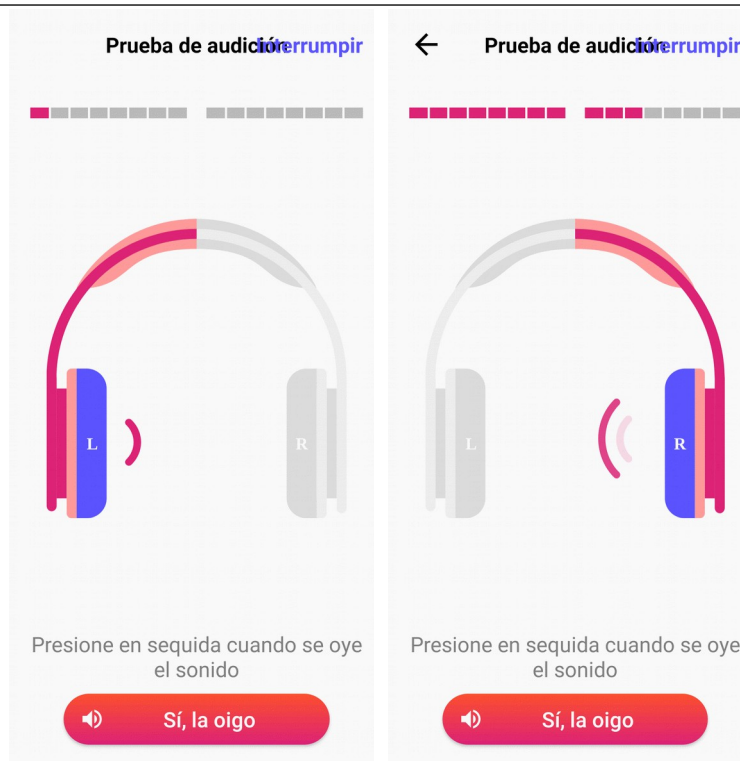 Prueba de audición Interrumpir
L
R
Presione en sequida cuando se oye
el sonido
Sí, la oigo
Prueba de audición Interrumpir
L
R
Presione en sequida cuando se oye
el sonido
Sí, la oigo